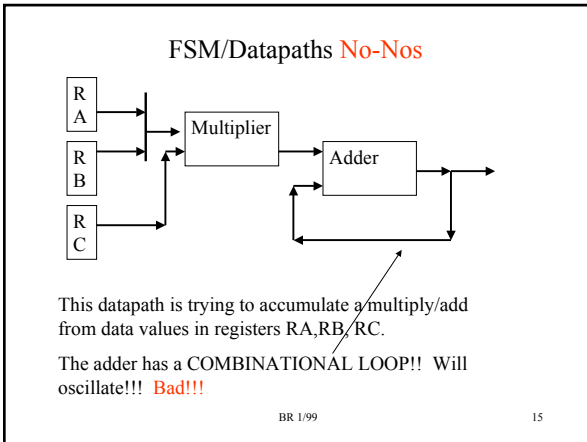 FSM/Datapaths No-Nos
R
A
R
B
R
C
Multiplier
Adder
This datapath is trying to accumulate a multiply/add
from data values in registers RA,RB, RC.
The adder has a COMBINATIONAL LOOP!! Will
oscillate!!! Bad!!!
BR 1/99
15